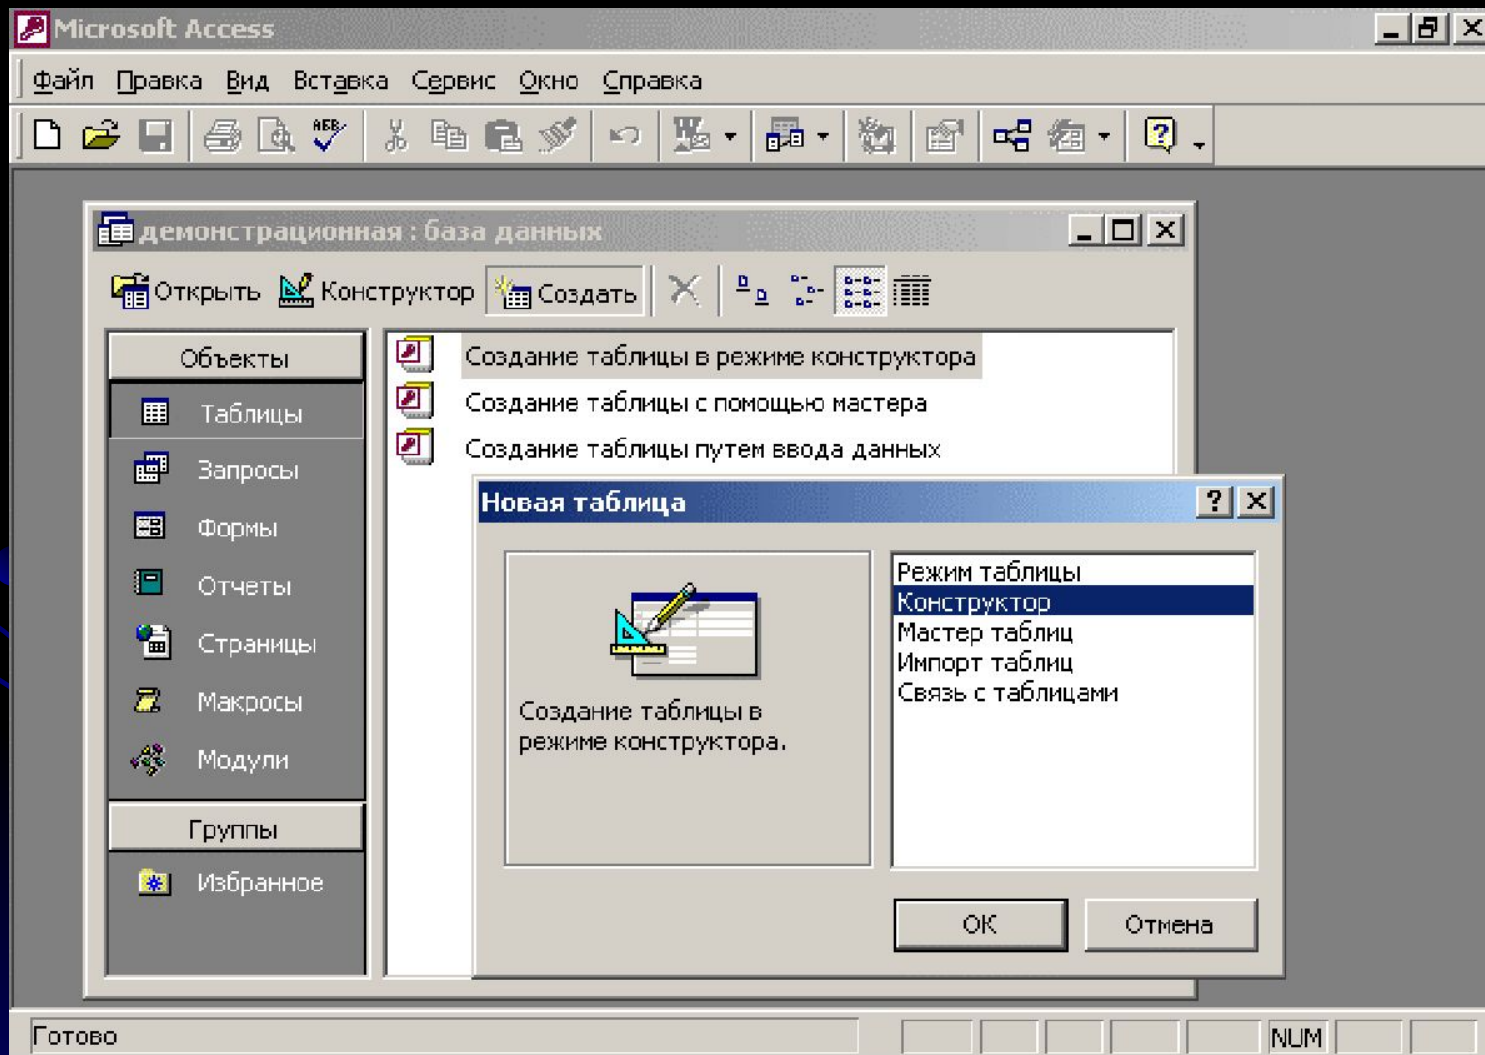 Microsoft Access
Файл Правка Вид Вставка Сервис Окно Справка
демонстрационная : база данных
Открыть Конструктор Создать
Объекты
Таблицы
Запросы
Формы
Отчеты
Страницы
Макросы
Модули
Группы
Избранное
Создание таблицы в режиме конструктора
Создание таблицы с помощью мастера
Создание таблицы путем ввода данных
Новая таблица
Создание таблицы в
режиме конструктора.
Режим таблицы
Конструктор
Мастер таблиц
Импорт таблиц
Связь с таблицами
ОК Отмена
Готово NUM